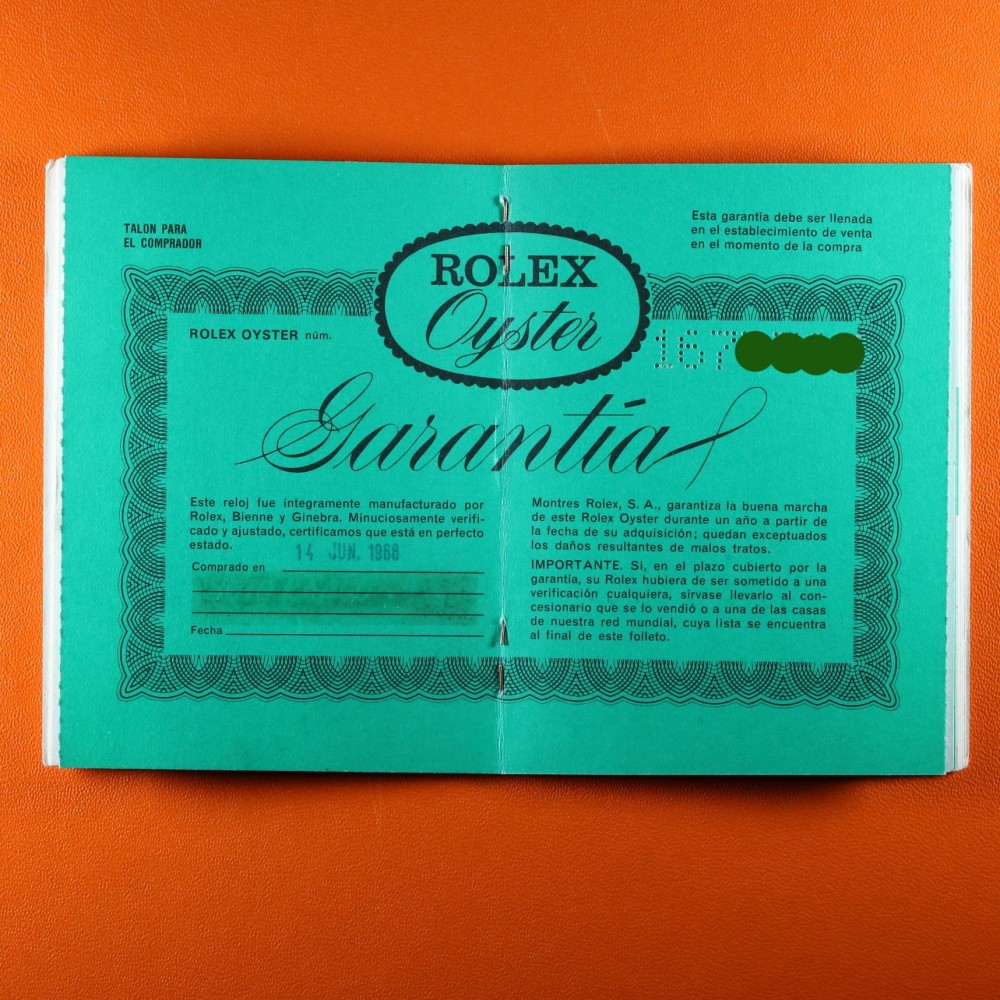 TALON PARA
EL COMPRADOR
Esta garantía debe ser llenada
en el establecimiento de venta
en el momento de la compra
ROLEX
Oyster
ROLEX OYSTER núm.
167
Garantía
Este reloj fue íntegramente manufacturado por
Rolex, Bienne y Ginebra. Minuciosamente verifi-
cado y ajustado, certificamos que está en perfecto
estado.
14 JUN. 1968
Comprado en
Fecha
Montres Rolex, S. A., garantiza la buena marcha
de este Rolex Oyster durante un año a partir de
la fecha de su adquisición; quedan exceptuados
los daños resultantes de malos tratos.
IMPORTANTE. Si, en el plazo cubierto por la
garantía, su Rolex hubiera de ser sometido a una
verificación cualquiera, sírvase llevarlo al con-
cesionario que se lo vendió o a una de las casas
de nuestra red mundial, cuya lista se encuentra
al final de este folleto.